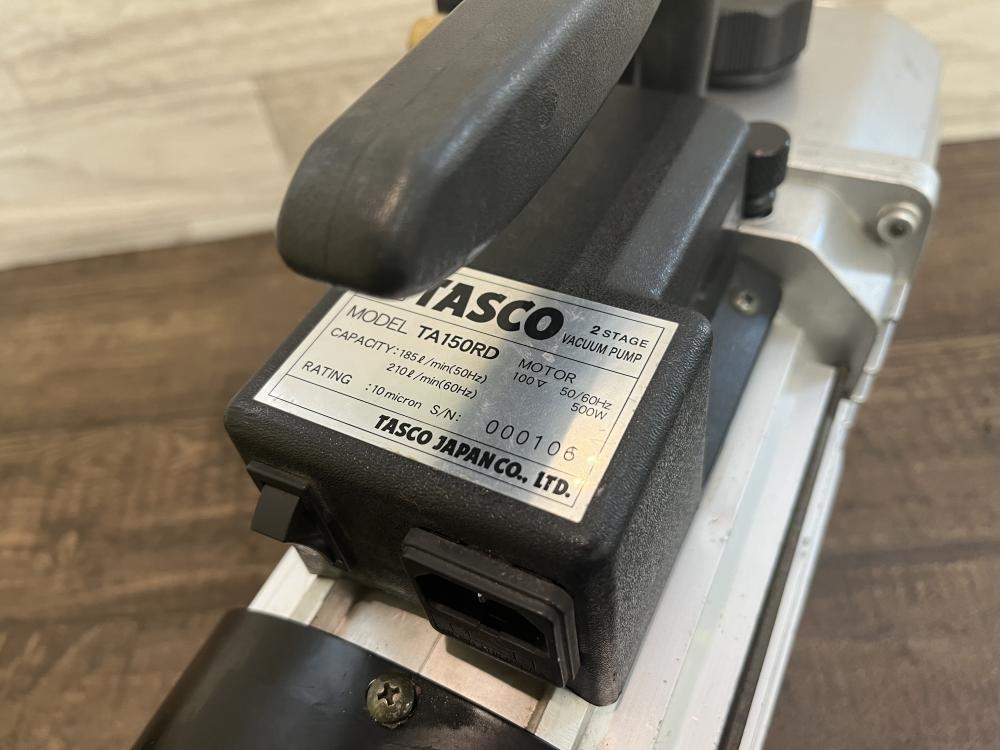 TASCO 2 STAGE
VACUUM PUMP
MODEL TA150RD MOTOR
CAPACITY : 185ℓ/min(50Hz) 100V 50/60Hz
210ℓ/min(60Hz) 500W
RATING : 10 micron S/N: 000106
TASCO JAPAN CO., LTD.